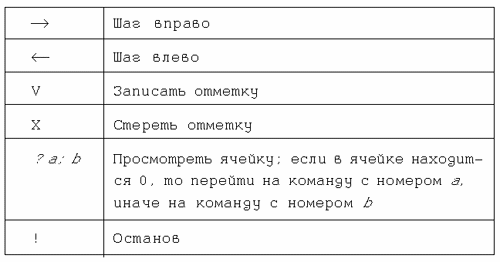 → Шаг вправо
← Шаг влево
V Записать отметку
X Стереть отметку
? a; b Просмотреть ячейку; если в ячейке находит-
ся 0, то перейти на команду с номером a,
иначе на команду с номером b
! Останов